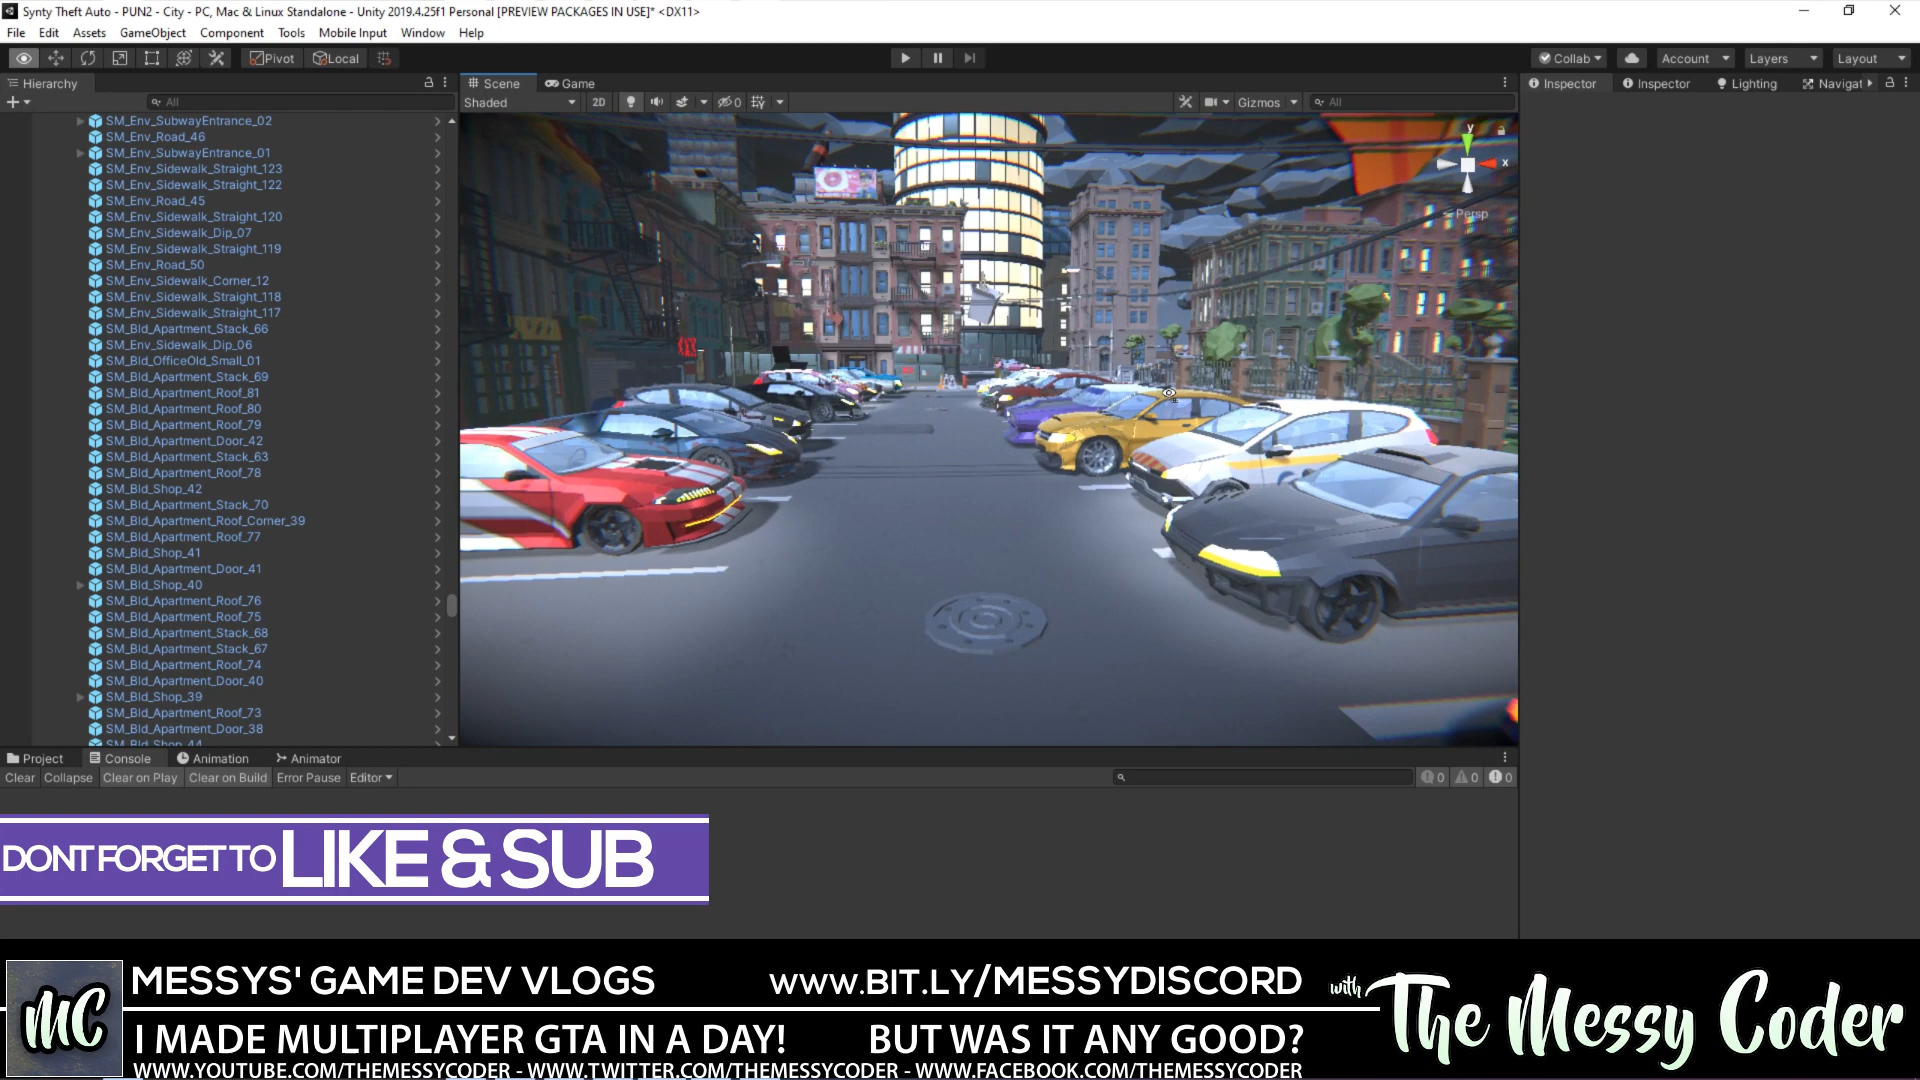 Synty Theft Auto - PUN2 - City - PC, Mac & Linux Standalone - Unity 2019.4.25f1 Personal [PREVIEW PACKAGES IN USE]* <DX11>
File Edit Assets GameObject Component Tools Mobile Input Window Help
Pivot Local Collab Account Layers Layout
Hierarchy Scene Game Inspector Inspector Lighting Navigat
All Shaded 2D 0 Gizmos All
SM_Env_SubwayEntrance_02
SM_Env_Road_46
SM_Env_SubwayEntrance_01
SM_Env_Sidewalk_Straight_123
SM_Env_Sidewalk_Straight_122
SM_Env_Road_45
SM_Env_Sidewalk_Straight_120
SM_Env_Sidewalk_Dip_07
SM_Env_Sidewalk_Straight_119
SM_Env_Road_50
SM_Env_Sidewalk_Corner_12
SM_Env_Sidewalk_Straight_118
SM_Env_Sidewalk_Straight_117
SM_Bld_Apartment_Stack_66
SM_Env_Sidewalk_Dip_06
SM_Bld_OfficeOld_Small_01
SM_Bld_Apartment_Stack_69
SM_Bld_Apartment_Roof_81
SM_Bld_Apartment_Roof_80
SM_Bld_Apartment_Roof_79
SM_Bld_Apartment_Door_42
SM_Bld_Apartment_Stack_63
SM_Bld_Apartment_Roof_78
SM_Bld_Shop_42
SM_Bld_Apartment_Stack_70
SM_Bld_Apartment_Roof_Corner_39
SM_Bld_Apartment_Roof_77
SM_Bld_Shop_41
SM_Bld_Apartment_Door_41
SM_Bld_Shop_40
SM_Bld_Apartment_Roof_76
SM_Bld_Apartment_Roof_75
SM_Bld_Apartment_Stack_68
SM_Bld_Apartment_Stack_67
SM_Bld_Apartment_Roof_74
SM_Bld_Apartment_Door_40
SM_Bld_Shop_39
SM_Bld_Apartment_Roof_73
SM_Bld_Apartment_Door_38
SM_Bld_Shop_44
y
x
Persp
Project Console Animation Animator
Clear Collapse Clear on Play Clear on Build Error Pause Editor 0 0 0
DONT FORGET TO LIKE & SUB
MC
MESSYS' GAME DEV VLOGS WWW.BIT.LY/MESSYDISCORD
with The Messy Coder
I MADE MULTIPLAYER GTA IN A DAY! BUT WAS IT ANY GOOD?
WWW.YOUTUBE.COM/THEMESSYCODER - WWW.TWITTER.COM/THEMESSYCODER - WWW.FACEBOOK.COM/THEMESSYCODER